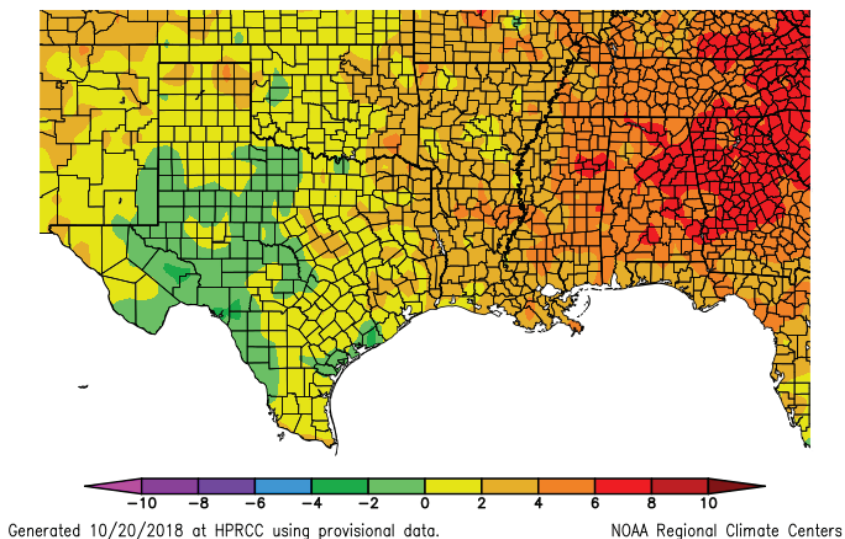 -10 -8 -6 -4 -2 0 2 4 6 8 10
Generated 10/20/2018 at HPRCC using provisional data. NOAA Regional Climate Centers